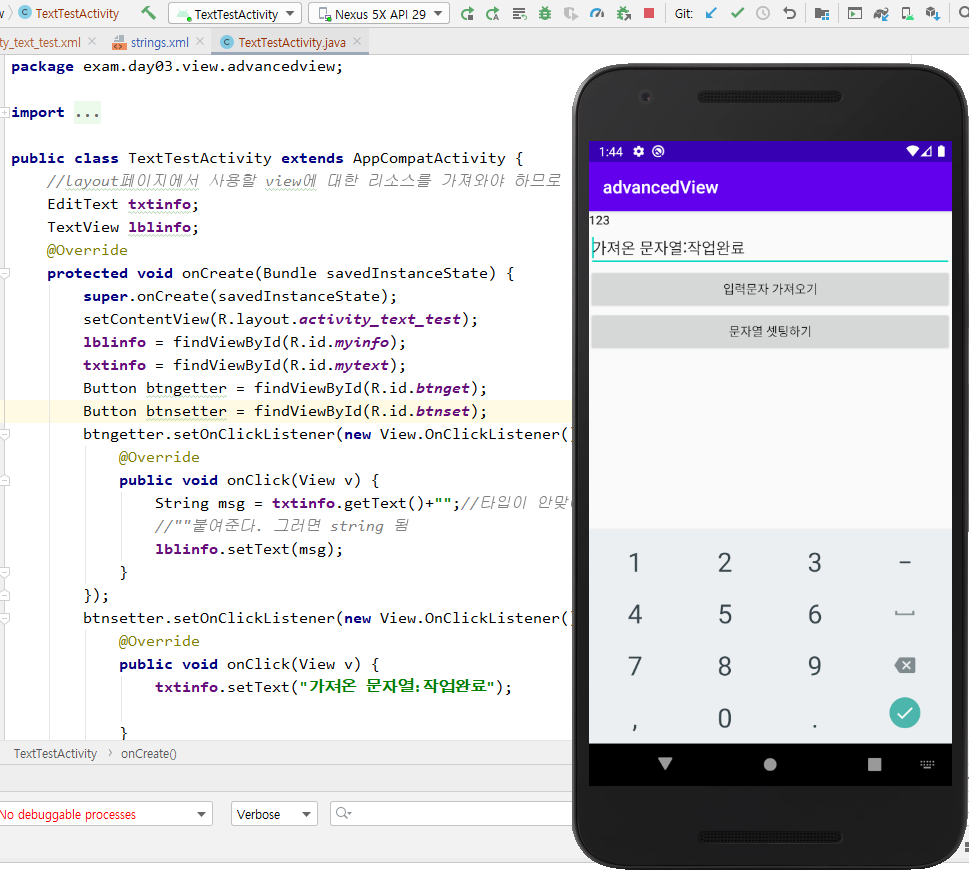 TextTestActivity
TextTestActivity
Nexus 5X API 29
Git:
ty_text_test.xml
strings.xml
TextTestActivity.java
package exam.day03.view.advancedview;
import ...
public class TextTestActivity extends AppCompatActivity {
//layout페이지에서 사용할 view에 대한 리소스를 가져와야 하므로
EditText txtinfo;
TextView lblinfo;
@Override
protected void onCreate(Bundle savedInstanceState) {
super.onCreate(savedInstanceState);
setContentView(R.layout.activity_text_test);
lblinfo = findViewById(R.id.myinfo);
txtinfo = findViewById(R.id.mytext);
Button btngetter = findViewById(R.id.btnget);
Button btnsetter = findViewById(R.id.btnset);
btngetter.setOnClickListener(new View.OnClickListener()
@Override
public void onClick(View v) {
String msg = txtinfo.getText()+"";//타입이 안맞
//""붙여준다. 그러면 string 됨
lblinfo.setText(msg);
}
});
btnsetter.setOnClickListener(new View.OnClickListener()
@Override
public void onClick(View v) {
txtinfo.setText("가져온 문자열:작업완료");
}
TextTestActivity › onCreate()
No debuggable processes
Verbose
1:44
advancedView
123
가져온 문자열:작업완료
입력문자 가져오기
문자열 셋팅하기
1 2 3 –
4 5 6
7 8 9
, 0 .